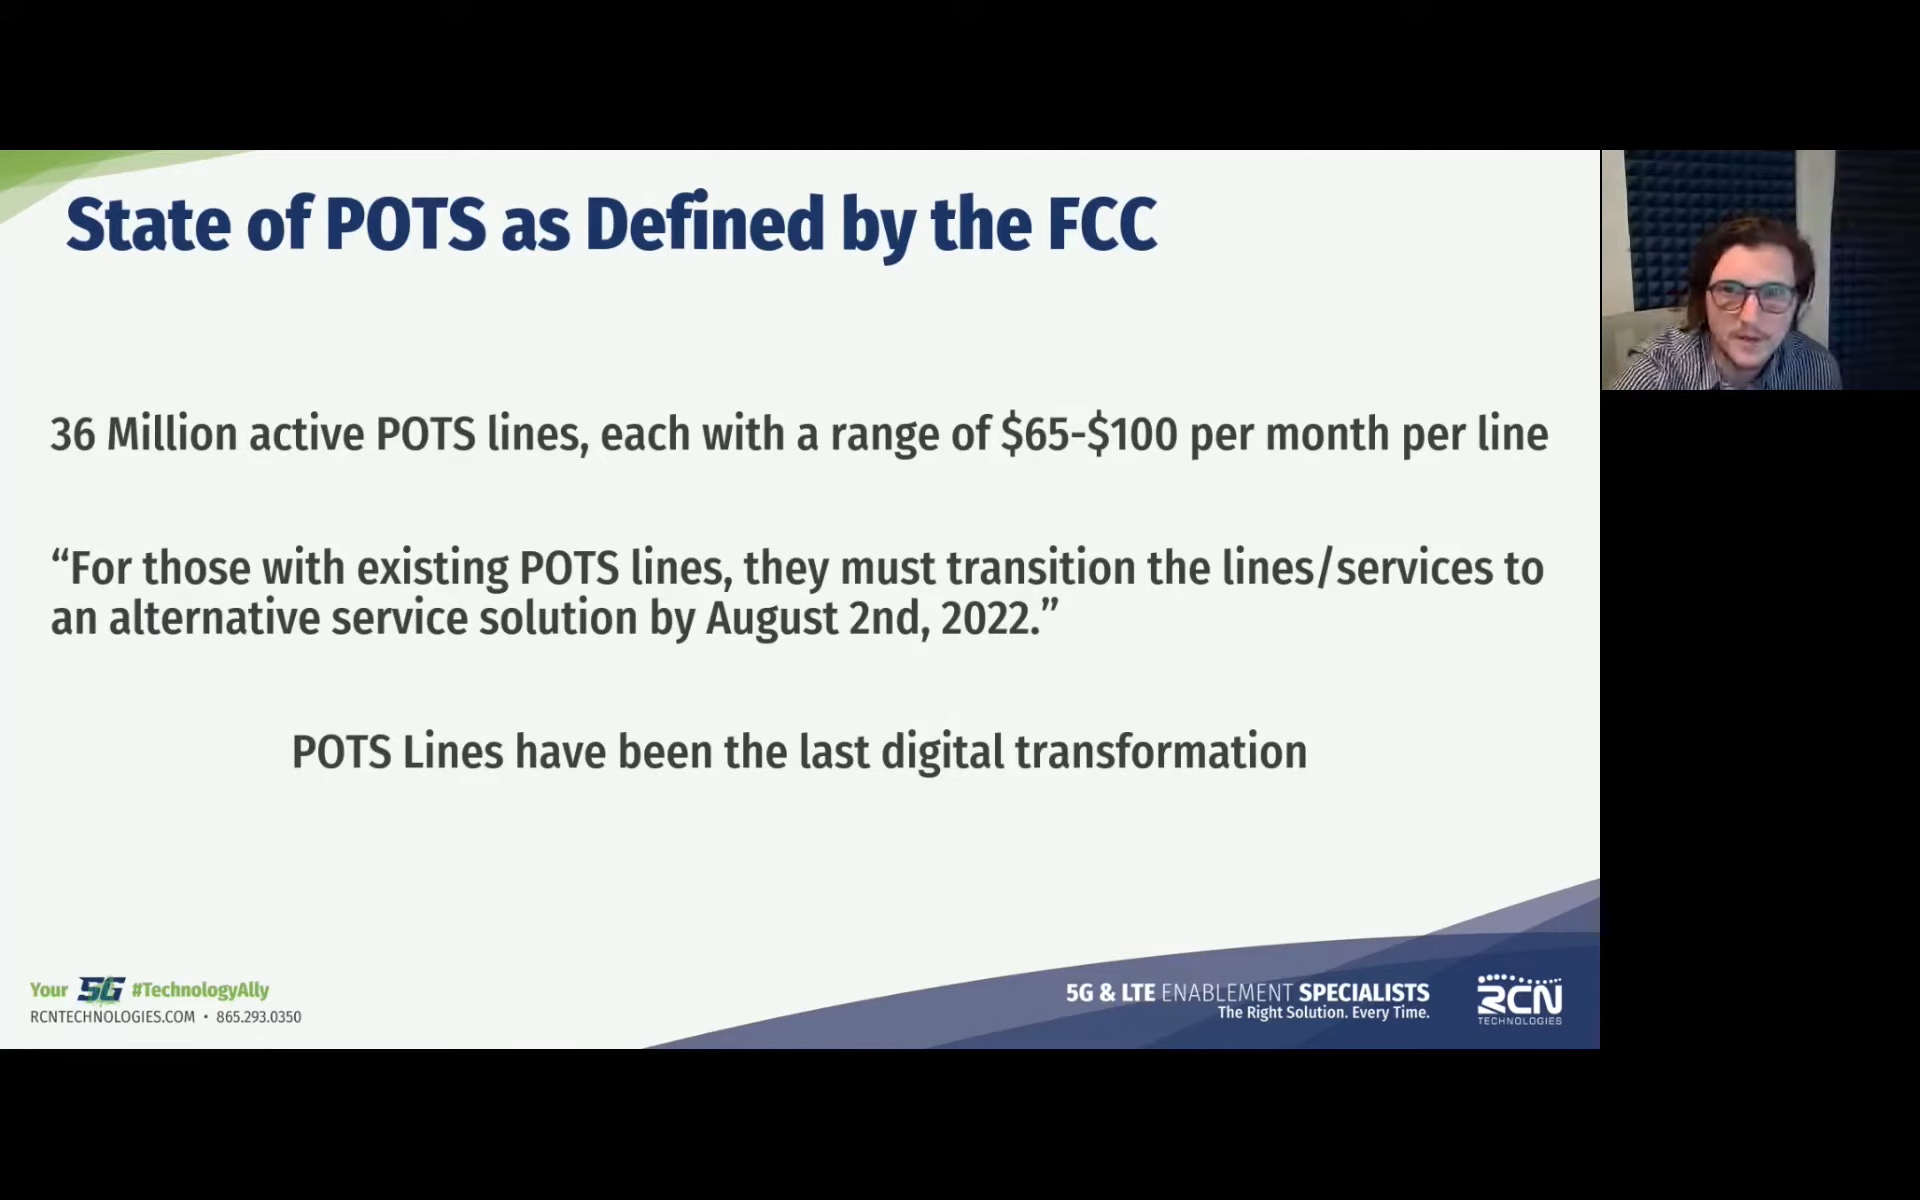 State of POTS as Defined by the FCC
36 Million active POTS lines, each with a range of $65-$100 per month per line
“For those with existing POTS lines, they must transition the lines/services to
an alternative service solution by August 2nd, 2022.”
POTS Lines have been the last digital transformation
Your 5G #TechnologyAlly
RCNTECHNOLOGIES.COM • 865.293.0350
5G & LTE ENABLEMENT SPECIALISTS
The Right Solution. Every Time.
RCN
TECHNOLOGIES